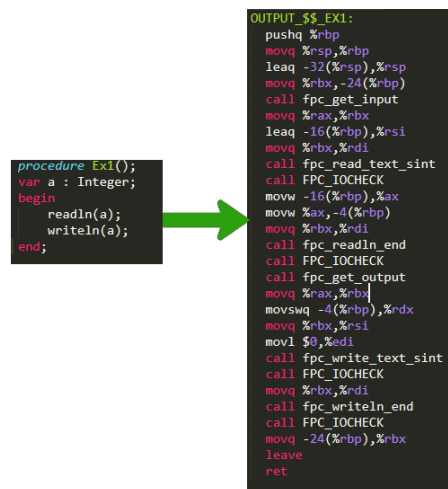 procedure Ex1();
var a : Integer;
begin
    readln(a);
    writeln(a);
end;
OUTPUT_$$_EX1:
  pushq %rbp
  movq %rsp,%rbp
  leaq -32(%rsp),%rsp
  movq %rbx,-24(%rbp)
  call fpc_get_input
  movq %rax,%rbx
  leaq -16(%rbp),%rsi
  movq %rbx,%rdi
  call fpc_read_text_sint
  call FPC_IOCHECK
  movw -16(%rbp),%ax
  movw %ax,-4(%rbp)
  movq %rbx,%rdi
  call fpc_readln_end
  call FPC_IOCHECK
  call fpc_get_output
  movq %rax,%rbx
  movswq -4(%rbp),%rdx
  movq %rbx,%rsi
  movl $0,%edi
  call fpc_write_text_sint
  call FPC_IOCHECK
  movq %rbx,%rdi
  call fpc_writeln_end
  call FPC_IOCHECK
  movq -24(%rbp),%rbx
  leave
  ret